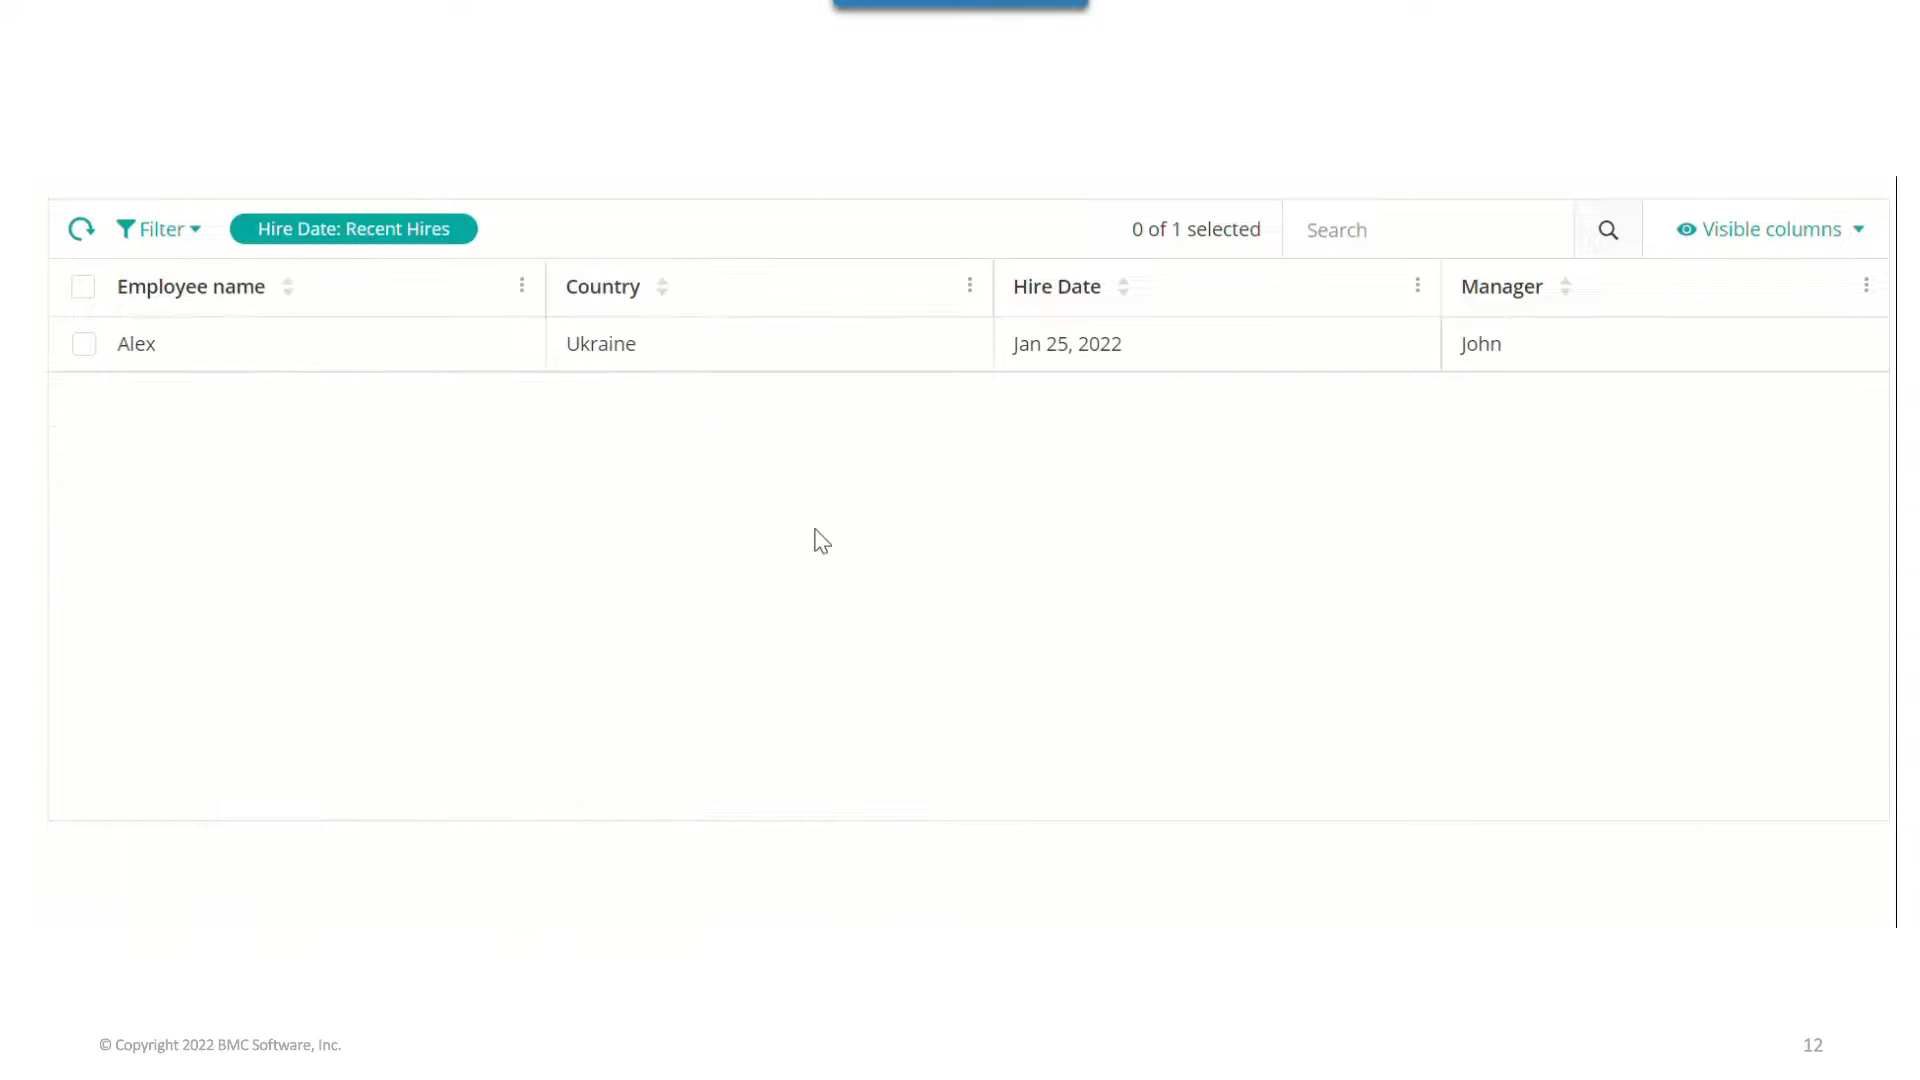 Filter Hire Date: Recent Hires 0 of 1 selected Search Visible columns
Employee name Country Hire Date Manager
Alex Ukraine Jan 25, 2022 John
© Copyright 2022 BMC Software, Inc. 12